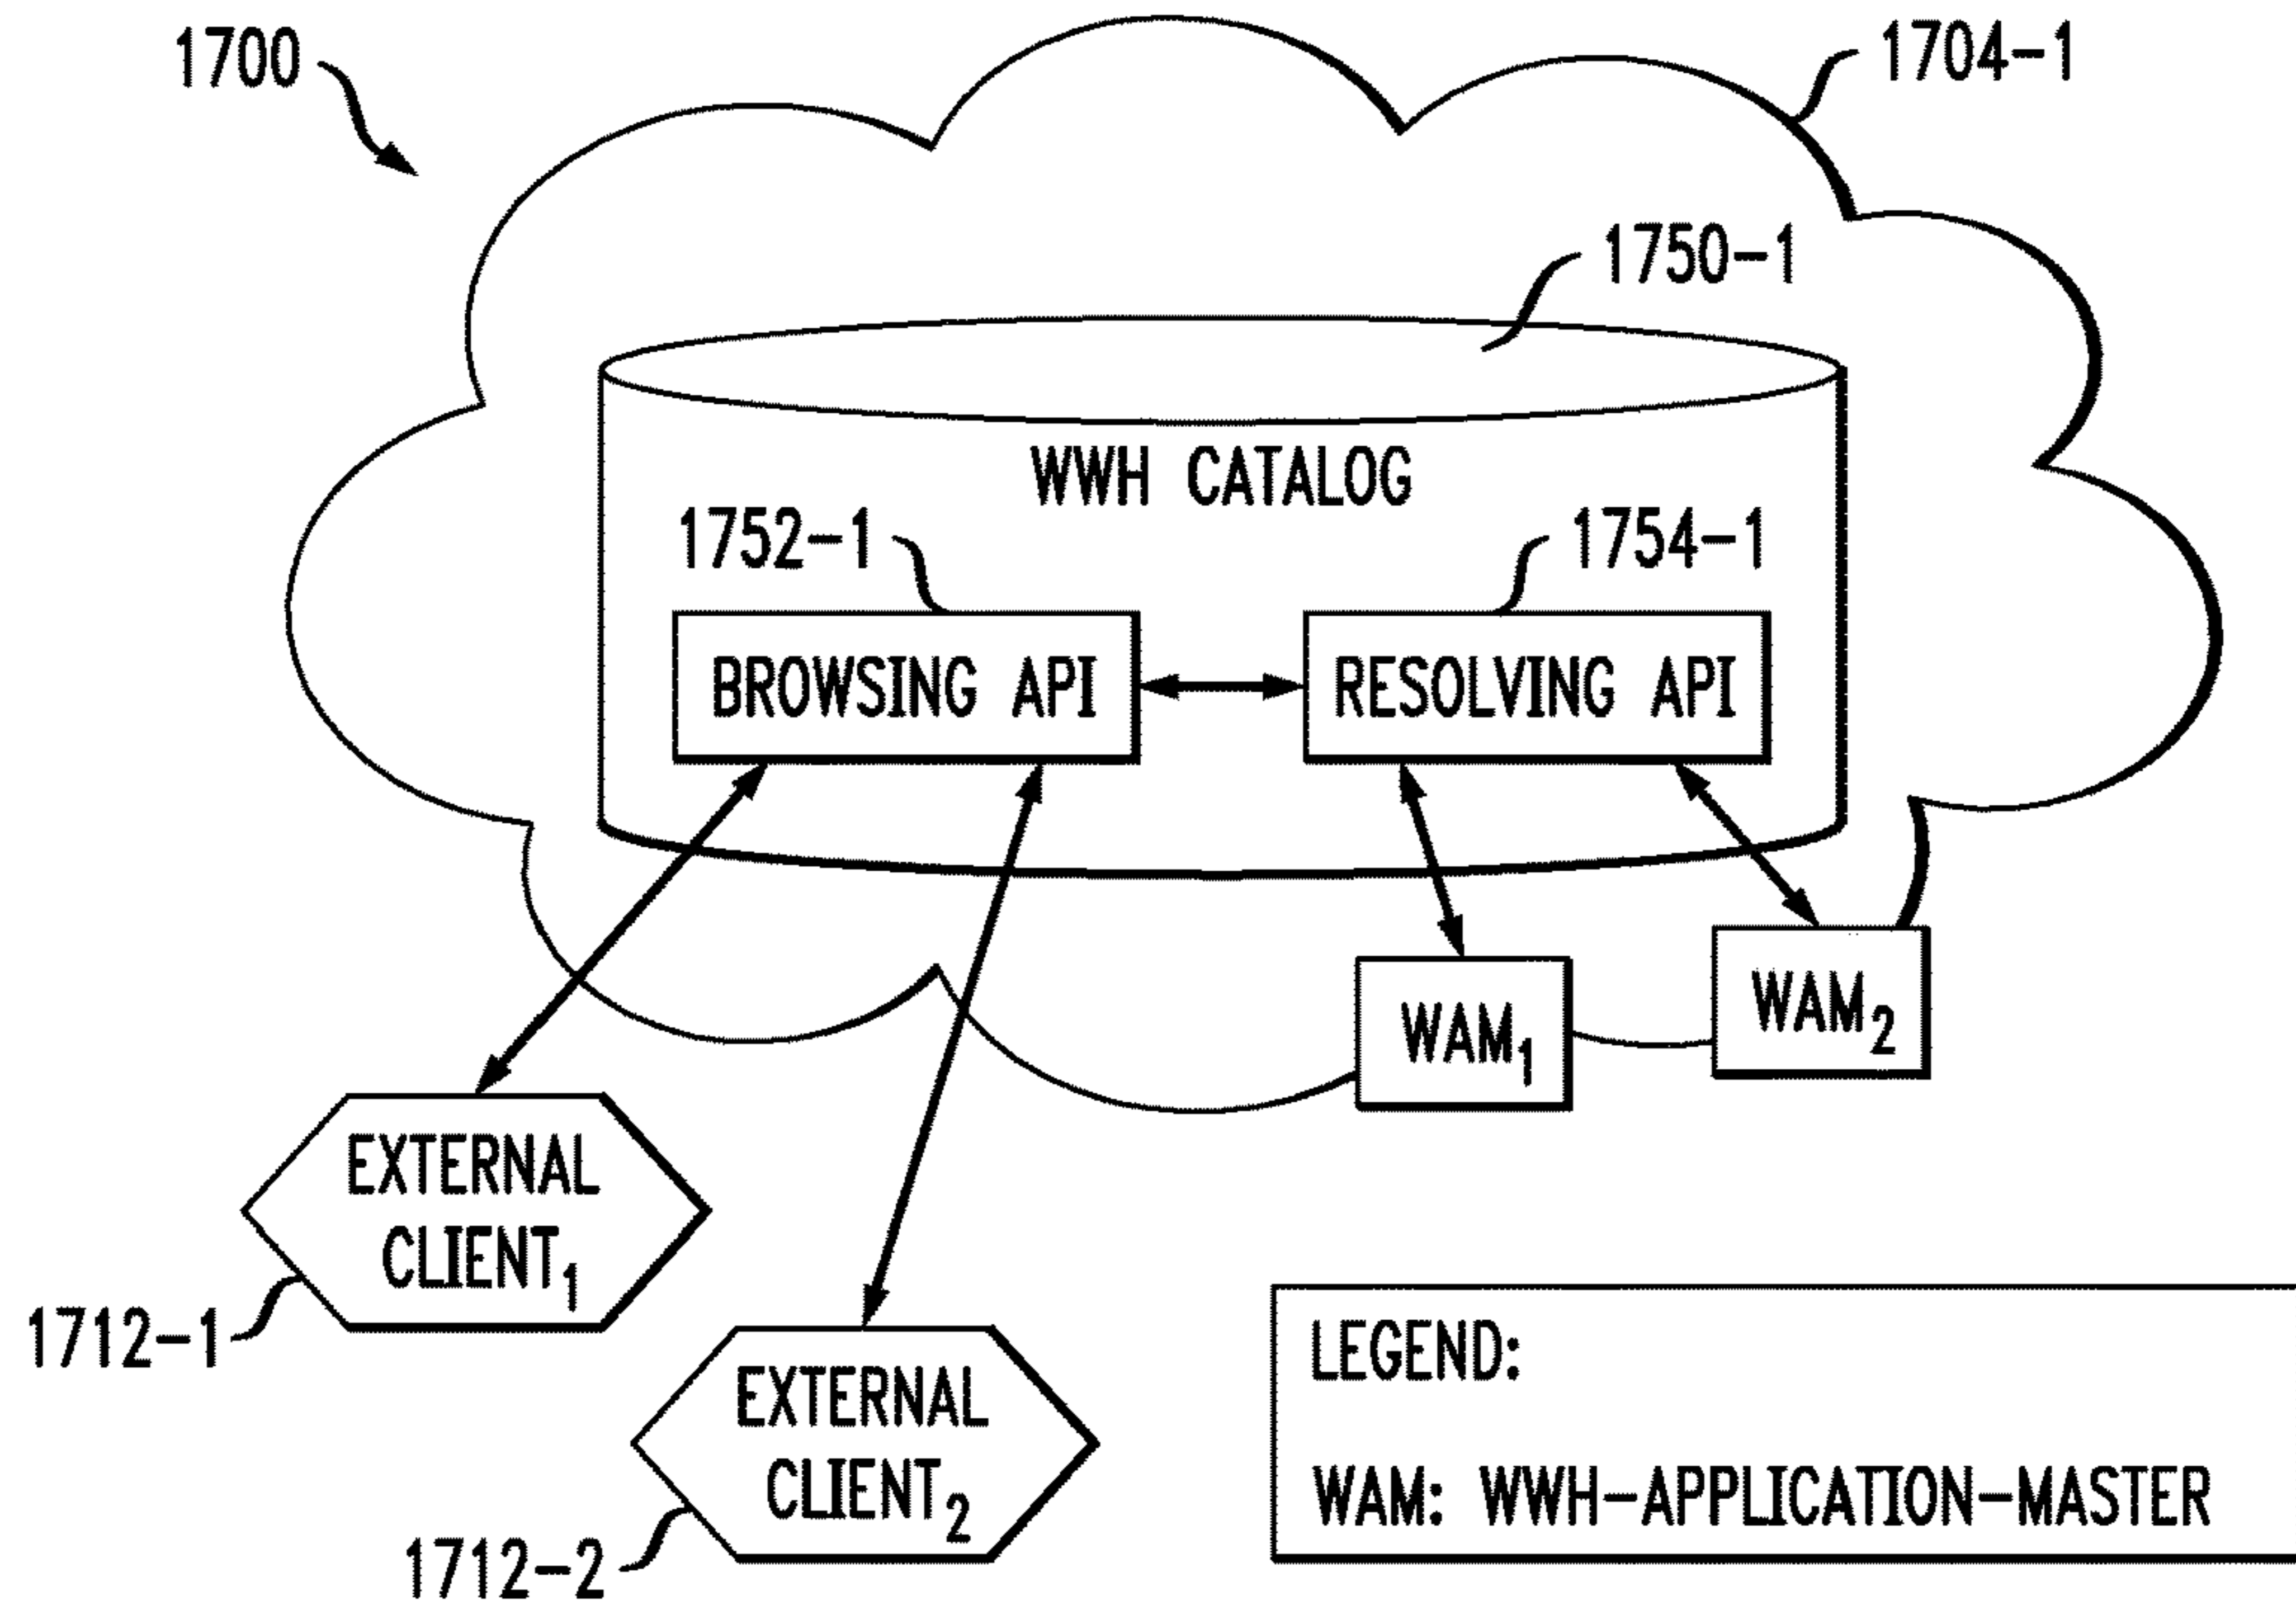 1700
1704-1
1750-1
WWH CATALOG
1752-1
1754-1
BROWSING API
RESOLVING API
WAM1
WAM2
EXTERNAL
CLIENT1
1712-1
EXTERNAL
CLIENT2
1712-2
LEGEND:
WAM: WWH-APPLICATION-MASTER